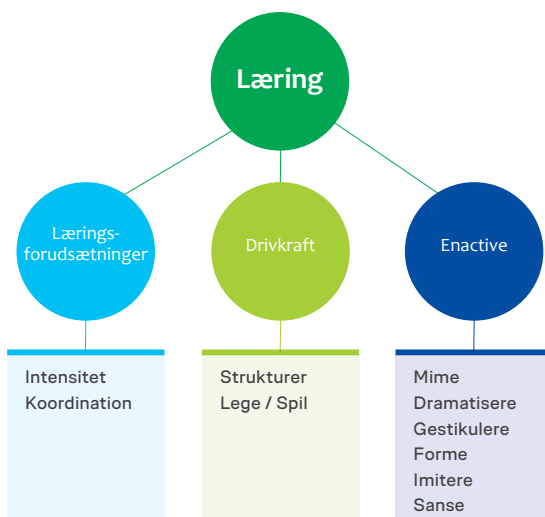 Læring
Lærings-
forudsætninger
Drivkraft
Enactive
Intensitet
Koordination
Strukturer
Lege / Spil
Mime
Dramatisere
Gestikulere
Forme
Imitere
Sanse